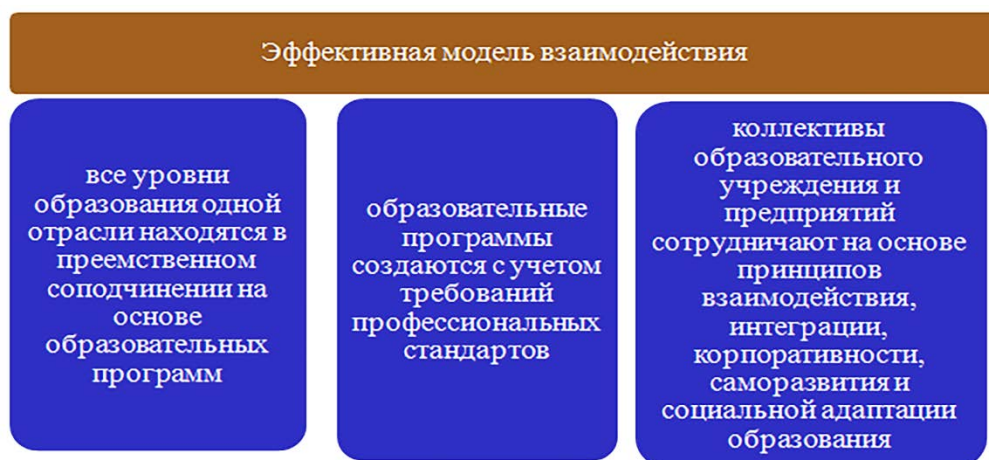 Эффективная модель взаимодействия
все уровни
образования одной
отрасли находятся в
преемственном
соподчинении на
основе
образовательных
программ
образовательные
программы
создаются с учетом
требований
профессиональных
стандартов
коллективы
образовательного
учреждения и
предприятий
сотрудничают на основе
принципов
взаимодействия,
интеграции,
корпоративности,
саморазвития и
социальной адаптации
образования